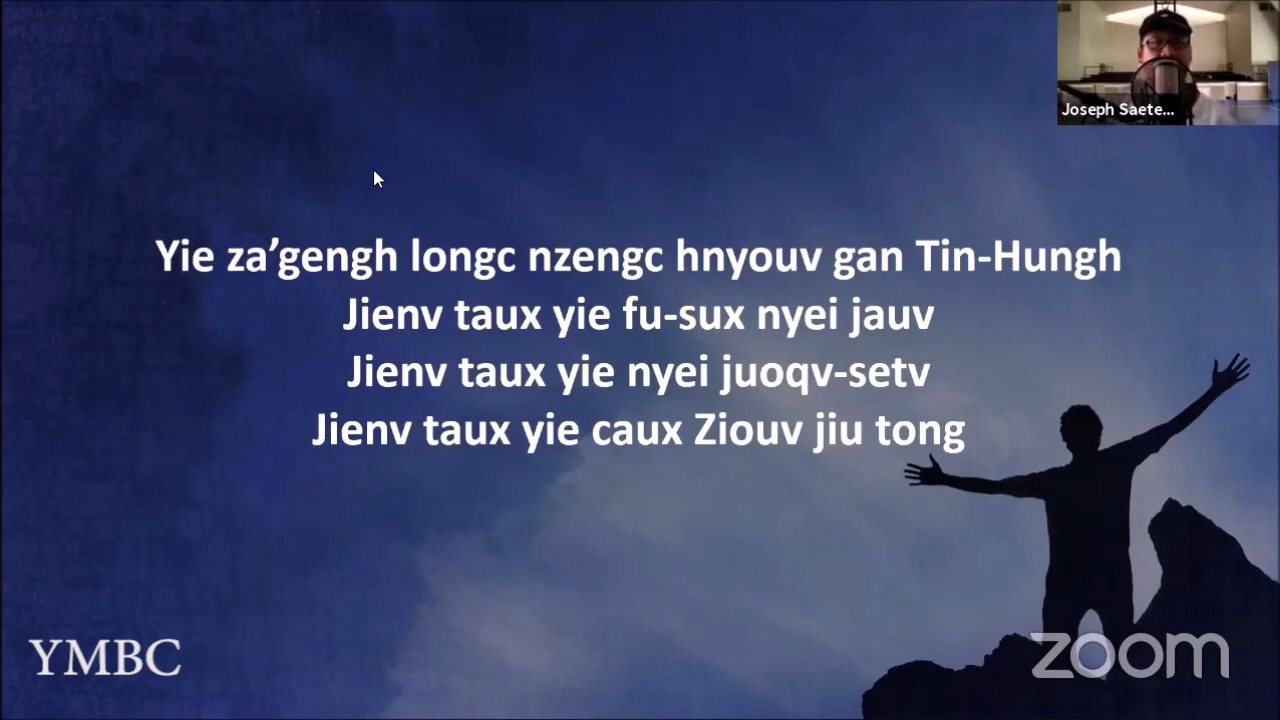 Joseph Saete...
Yie za’gengh longc nzengc hnyouv gan Tin-Hungh
Jienv taux yie fu-sux nyei jauv
Jienv taux yie nyei juoqv-setv
Jienv taux yie caux Ziouv jiu tong
YMBC
zoom